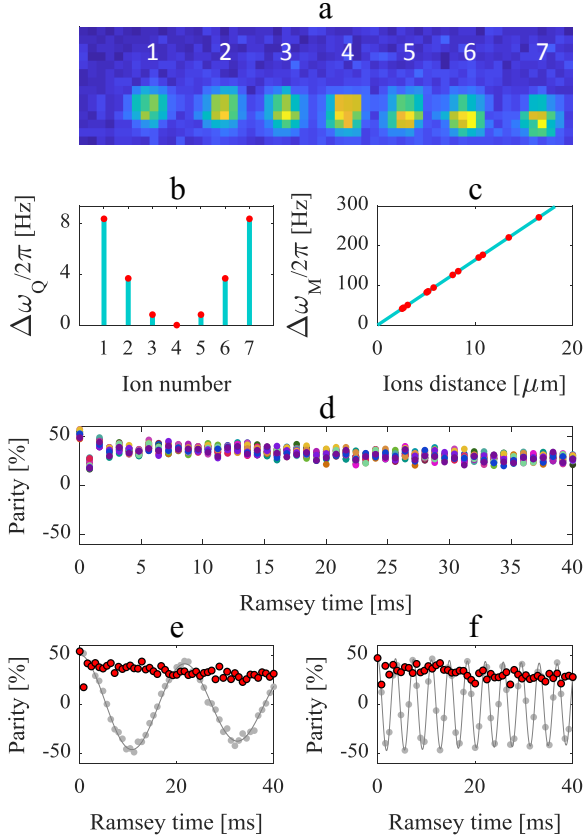 a
1 2 3 4 5 6 7
b
Δω_Q/2π [Hz]
8
4
0
1 2 3 4 5 6 7
Ion number
c
Δω_M/2π [Hz]
300
200
100
0
0 10 20
Ions distance [μm]
d
Parity [%]
50
0
-50
0 5 10 15 20 25 30 35 40
Ramsey time [ms]
e
Parity [%]
50
0
-50
0 20 40
Ramsey time [ms]
f
Parity [%]
50
0
-50
0 20 40
Ramsey time [ms]